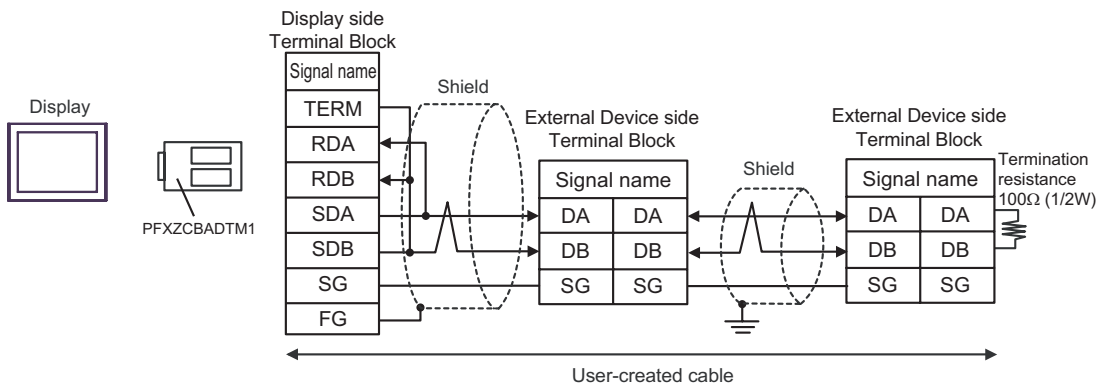 Display
PFXZCBADTM1
Display side
Terminal Block
Signal name
TERM
RDA
RDB
SDA
SDB
SG
FG
Shield
External Device side
Terminal Block
Signal name
DA DA
DB DB
SG SG
Shield
External Device side
Terminal Block
Signal name
DA DA
DB DB
SG SG
Termination
resistance
100Ω (1/2W)
User-created cable